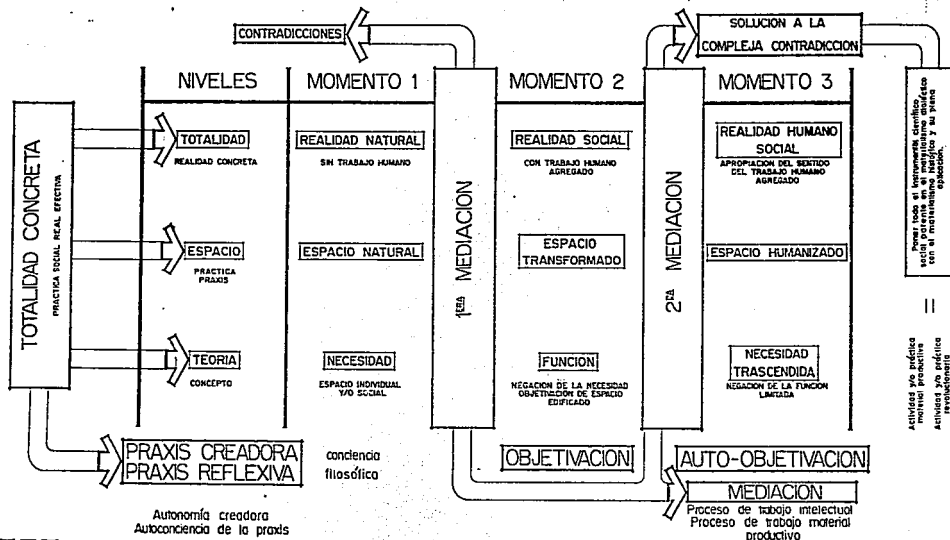 CONTRADICCIONES
SOLUCION A LA
COMPLEJA CONTRADICCION
NIVELES
MOMENTO 1
MOMENTO 2
MOMENTO 3
TOTALIDAD CONCRETA
PRACTICA SOCIAL REAL EFECTIVA
TOTALIDAD
REALIDAD CONCRETA
REALIDAD NATURAL
SIN TRABAJO HUMANO
1ERA MEDIACION
REALIDAD SOCIAL
CON TRABAJO HUMANO
AGREGADO
2DA MEDIACION
REALIDAD HUMANO
SOCIAL
APROPIACION DEL SENTIDO
DEL TRABAJO HUMANO
AGREGADO
ESPACIO
PRACTICA
PRAXIS
ESPACIO NATURAL
ESPACIO
TRANSFORMADO
ESPACIO HUMANIZADO
TEORIA
CONCEPTO
NECESIDAD
ESPACIO INDIVIDUAL
Y/O SOCIAL
FUNCION
NEGACION DE LA NECESIDAD
OBJETIVACION DE ESPACIO
EDIFICADO
NECESIDAD
TRASCENDIDA
NEGACION DE LA FUNCION
LIMITADA
Poner todo el instrumental científico
social patente en el materialismo dialéctico
con el materialismo histórico y su plena
aplicación.
=
Actividad y/o práctica
material productiva
Actividad y/o práctica
revolucionaria
PRAXIS CREADORA
PRAXIS REFLEXIVA
conciencia
filosófica
OBJETIVACION
AUTO-OBJETIVACION
MEDIACION
Proceso de trabajo intelectual
Proceso de trabajo material
productivo
Autonomía creadora
Autoconciencia de la praxis